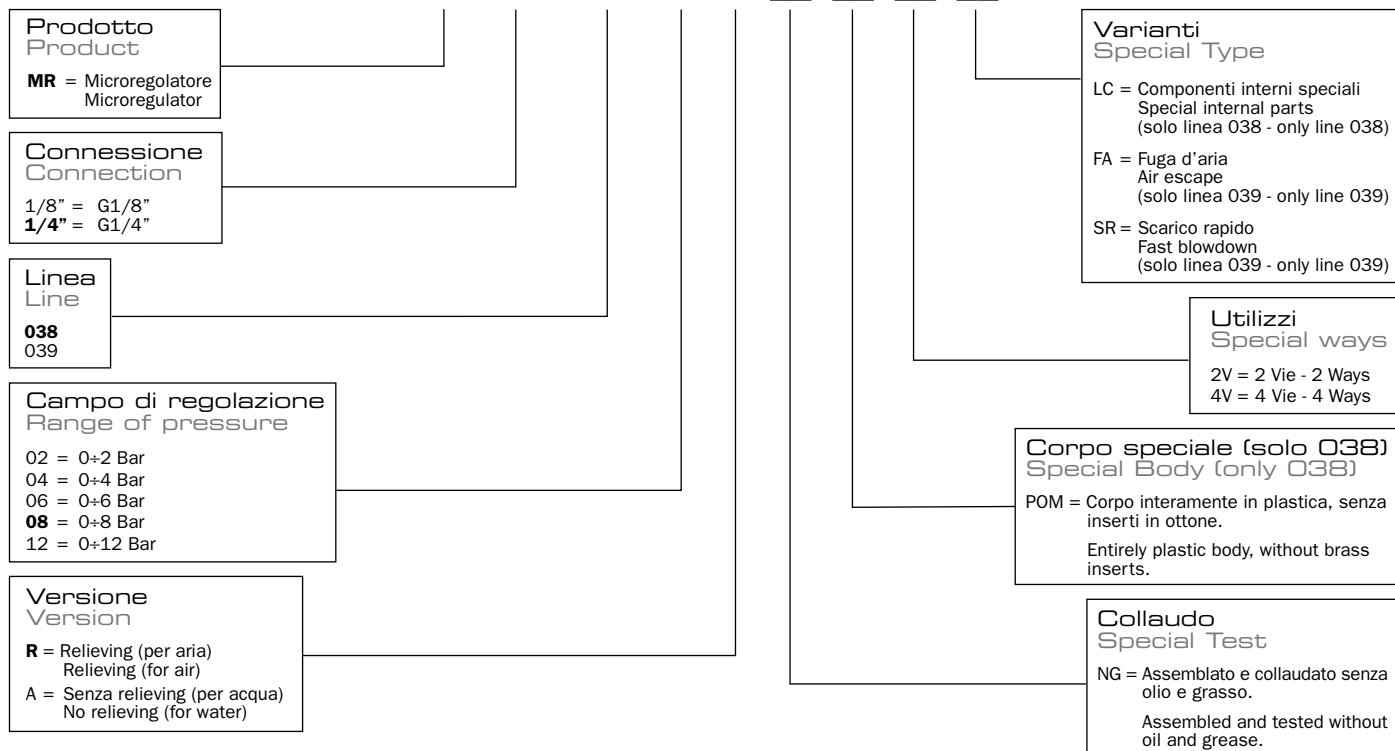 Prodotto
Product
MR = Microregolatore
Microregulator
Connessione
Connection
1/8” = G1/8”
1/4” = G1/4”
Linea
Line
038
039
Campo di regolazione
Range of pressure
02 = 0÷2 Bar
04 = 0÷4 Bar
06 = 0÷6 Bar
08 = 0÷8 Bar
12 = 0÷12 Bar
Versione
Version
R = Relieving (per aria)
Relieving (for air)
A = Senza relieving (per acqua)
No relieving (for water)
Varianti
Special Type
LC = Componenti interni speciali
Special internal parts
(solo linea 038 - only line 038)
FA = Fuga d’aria
Air escape
(solo linea 039 - only line 039)
SR = Scarico rapido
Fast blowdown
(solo linea 039 - only line 039)
Utilizzi
Special ways
2V = 2 Vie - 2 Ways
4V = 4 Vie - 4 Ways
Corpo speciale (solo 038)
Special Body (only 038)
POM = Corpo interamente in plastica, senza
inserti in ottone.
Entirely plastic body, without brass
inserts.
Collaudo
Special Test
NG = Assemblato e collaudato senza
olio e grasso.
Assembled and tested without
oil and grease.